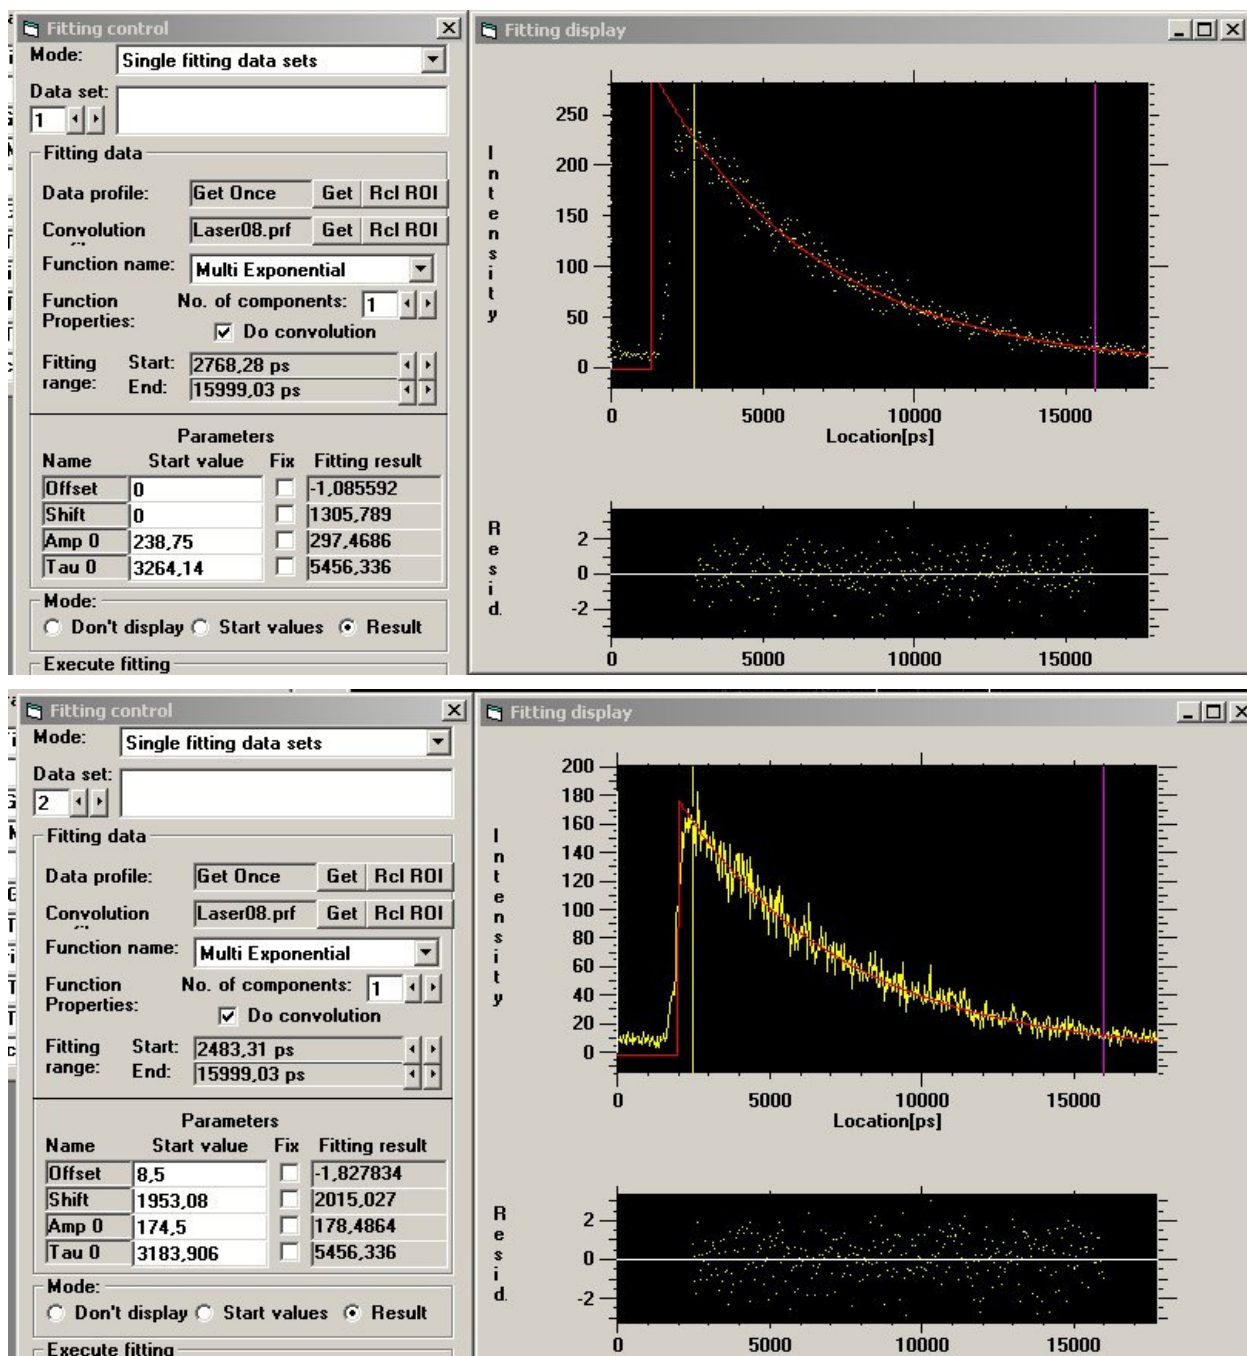 Fitting control
Mode: Single fitting data sets
Data set:
1
Fitting data
Data profile: Get Once Get Rcl ROI
Convolution Laser08.prf Get Rcl ROI
Function name: Multi Exponential
Function Properties: No. of components: 1
Do convolution
Fitting range: Start: 2768,28 ps
End: 15999,03 ps
Parameters
Name Start value Fix Fitting result
Offset 0 -1,085592
Shift 0 1305,789
Amp 0 238,75 297,4686
Tau 0 3264,14 5456,336
Mode:
Don't display Start values Result
Execute fitting
Fitting display
Intensity
250
200
150
100
50
0
0 5000 10000 15000
Location[ps]
Resid.
2
0
-2
0 5000 10000 15000
Fitting control
Mode: Single fitting data sets
Data set:
2
Fitting data
Data profile: Get Once Get Rcl ROI
Convolution Laser08.prf Get Rcl ROI
Function name: Multi Exponential
Function Properties: No. of components: 1
Do convolution
Fitting range: Start: 2483,31 ps
End: 15999,03 ps
Parameters
Name Start value Fix Fitting result
Offset 8,5 -1,827834
Shift 1953,08 2015,027
Amp 0 174,5 178,4864
Tau 0 3183,906 5456,336
Mode:
Don't display Start values Result
Execute fitting
Fitting display
Intensity
200
180
160
140
120
100
80
60
40
20
0
0 5000 10000 15000
Location[ps]
Resid.
2
0
-2
0 5000 10000 15000